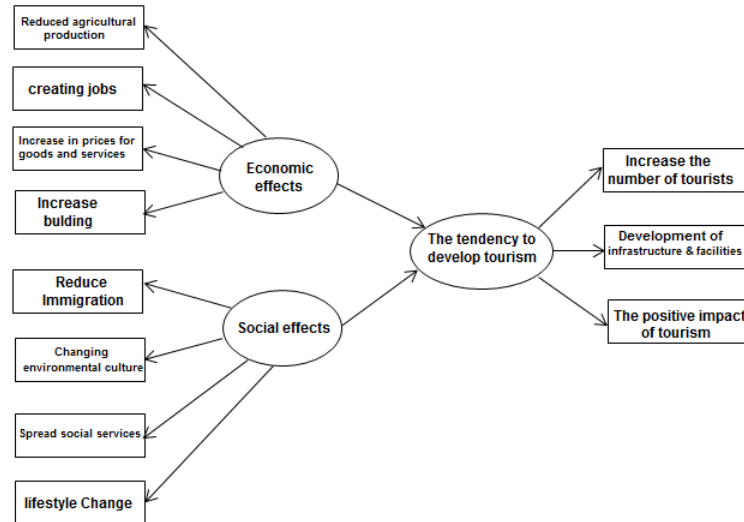 Reduced agricultural
production
creating jobs
Increase in prices for
goods and services
Increase
bulding
Economic
effects
Reduce
Immigration
Changing
environmental culture
Spread social services
lifestyle Change
Social effects
The tendency to
develop tourism
Increase the
number of tourists
Development of
infrastructure & facilities
The positive impact
of tourism